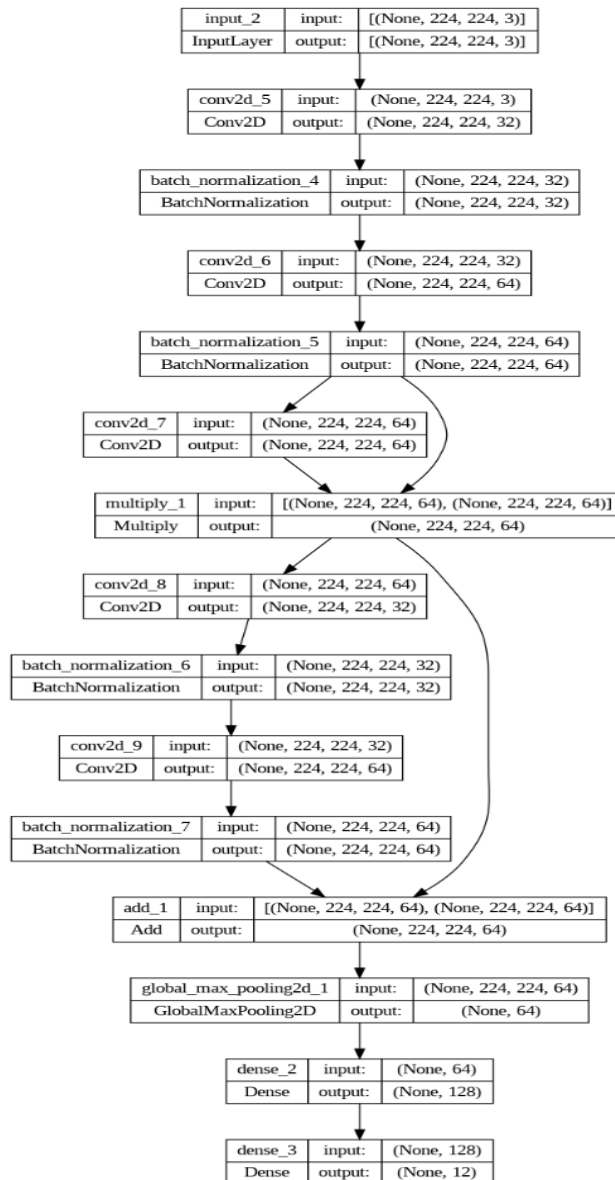 input_2 input: [(None, 224, 224, 3)]
InputLayer output: [(None, 224, 224, 3)]
conv2d_5 input: (None, 224, 224, 3)
Conv2D output: (None, 224, 224, 32)
batch_normalization_4 input: (None, 224, 224, 32)
BatchNormalization output: (None, 224, 224, 32)
conv2d_6 input: (None, 224, 224, 32)
Conv2D output: (None, 224, 224, 64)
batch_normalization_5 input: (None, 224, 224, 64)
BatchNormalization output: (None, 224, 224, 64)
conv2d_7 input: (None, 224, 224, 64)
Conv2D output: (None, 224, 224, 64)
multiply_1 input: [(None, 224, 224, 64), (None, 224, 224, 64)]
Multiply output: (None, 224, 224, 64)
conv2d_8 input: (None, 224, 224, 64)
Conv2D output: (None, 224, 224, 32)
batch_normalization_6 input: (None, 224, 224, 32)
BatchNormalization output: (None, 224, 224, 32)
conv2d_9 input: (None, 224, 224, 32)
Conv2D output: (None, 224, 224, 64)
batch_normalization_7 input: (None, 224, 224, 64)
BatchNormalization output: (None, 224, 224, 64)
add_1 input: [(None, 224, 224, 64), (None, 224, 224, 64)]
Add output: (None, 224, 224, 64)
global_max_pooling2d_1 input: (None, 224, 224, 64)
GlobalMaxPooling2D output: (None, 64)
dense_2 input: (None, 64)
Dense output: (None, 128)
dense_3 input: (None, 128)
Dense output: (None, 12)